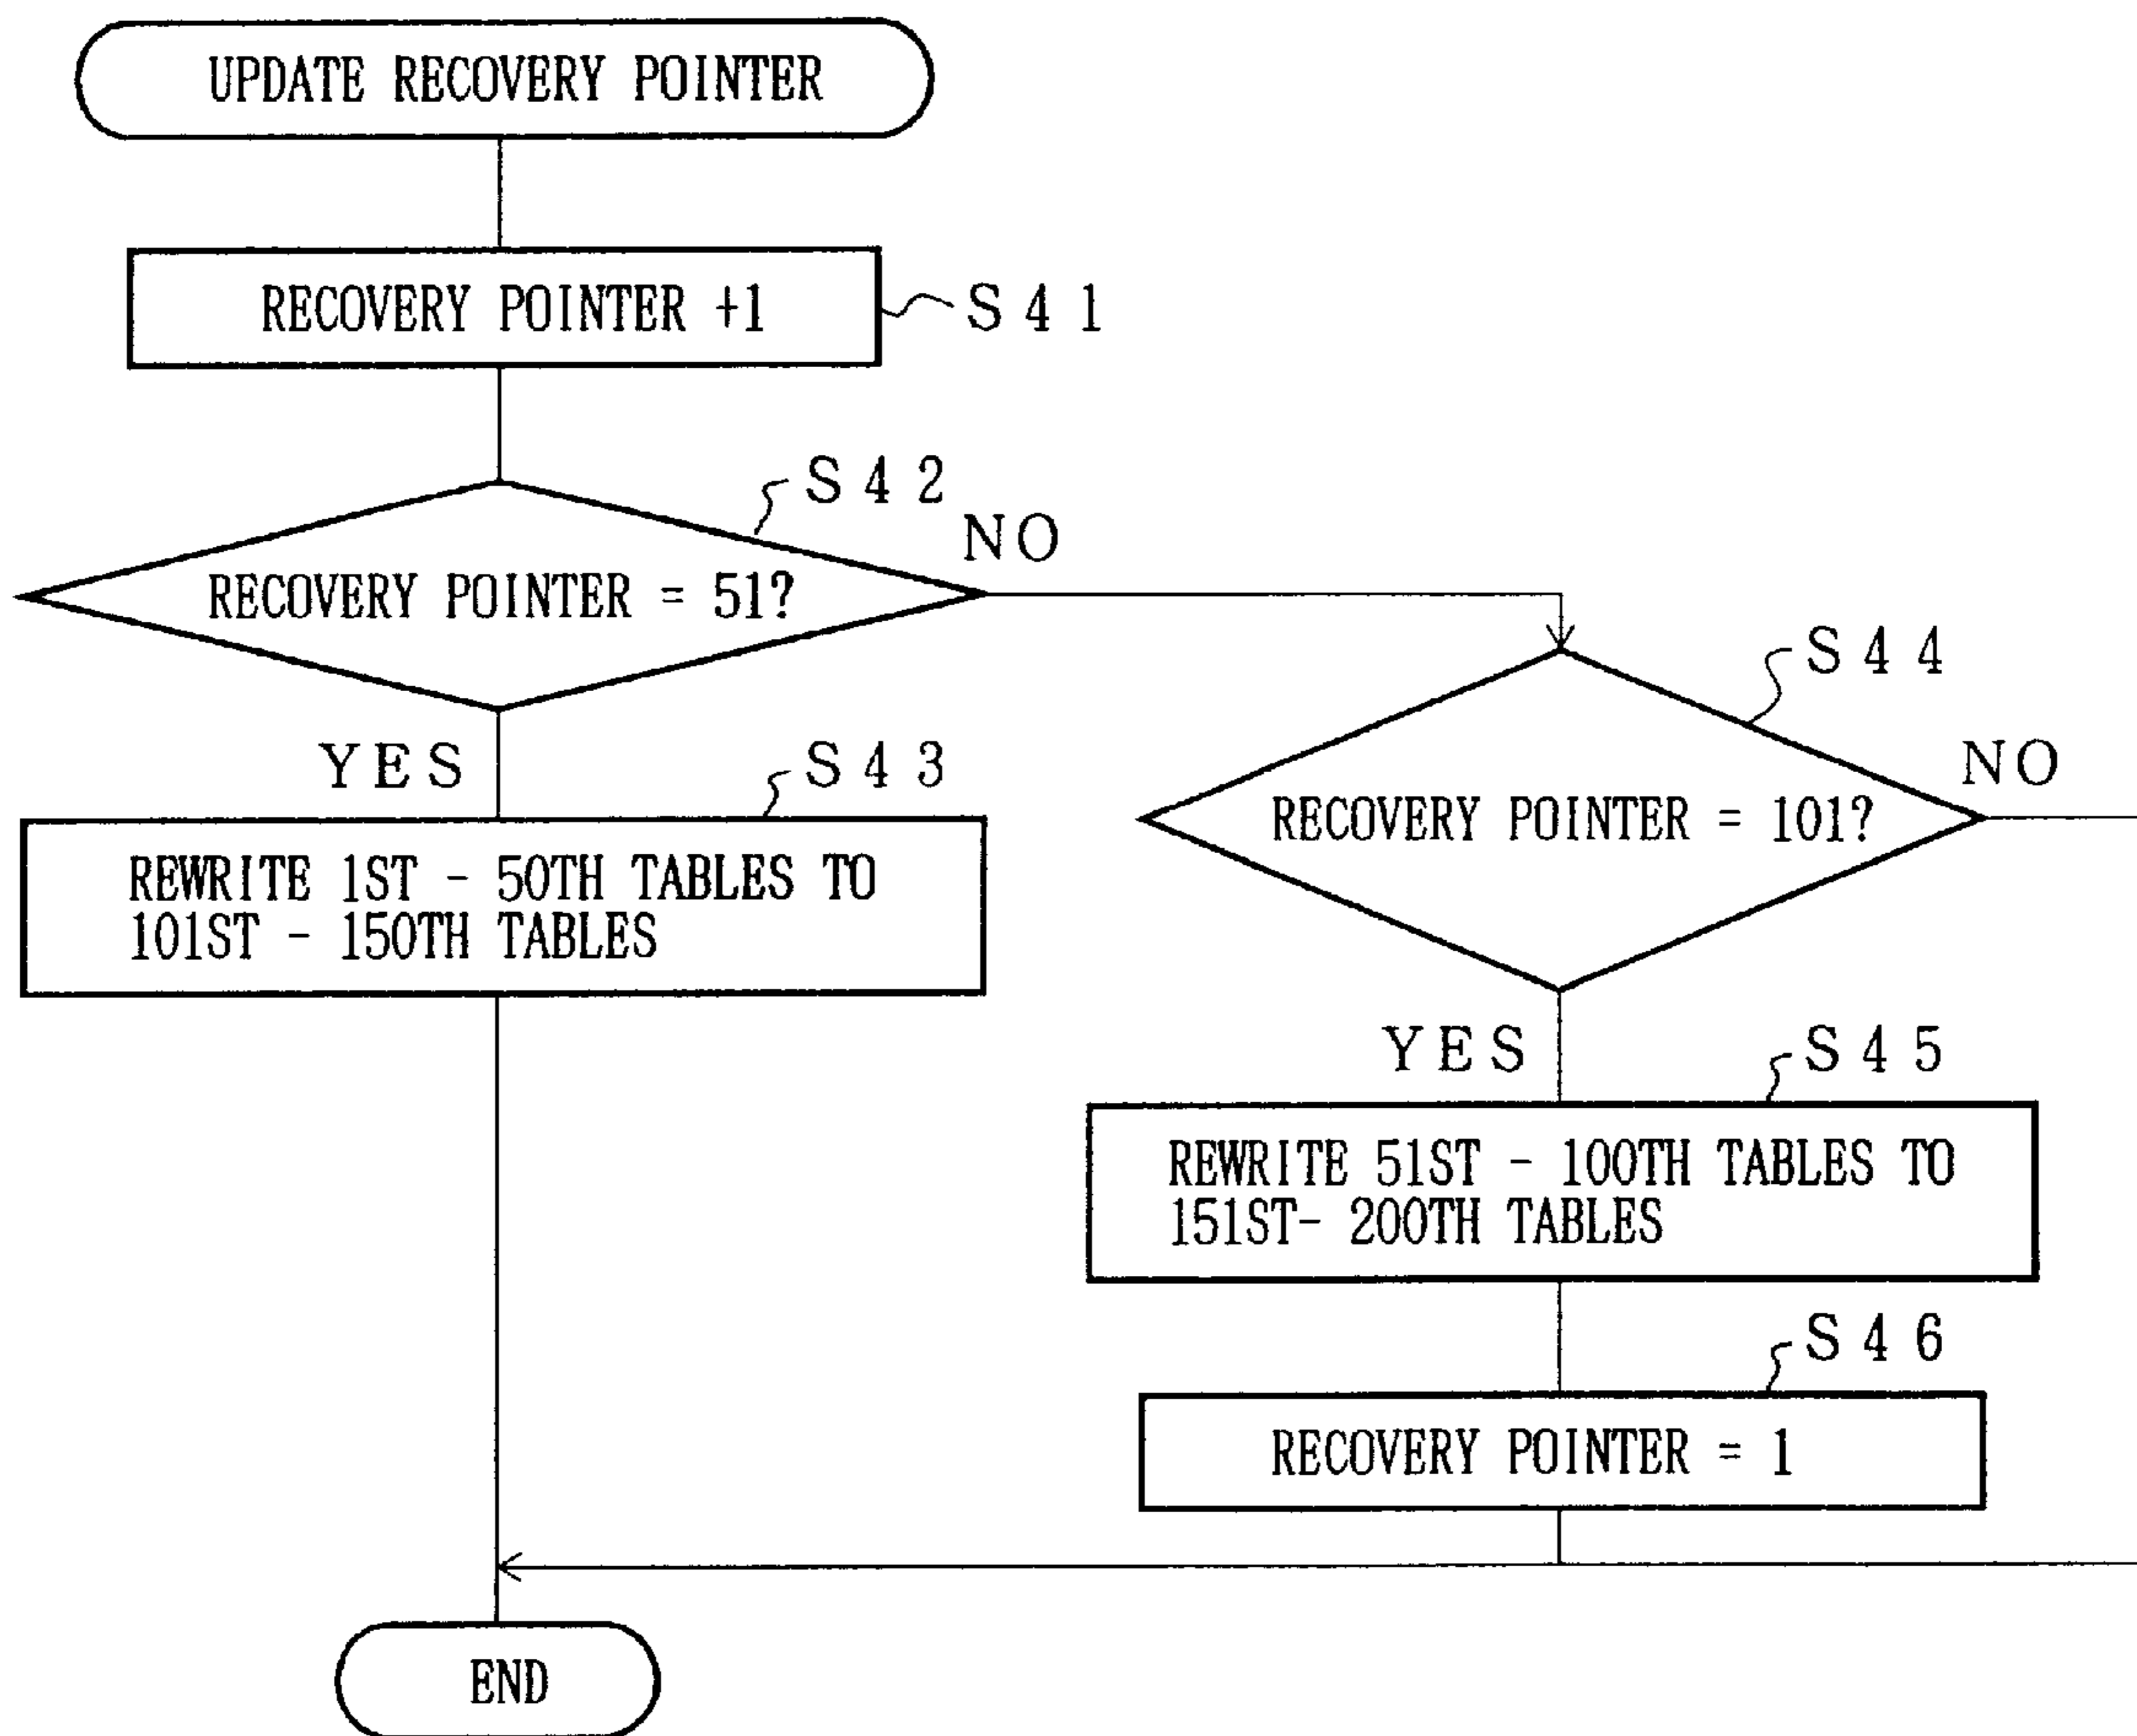 UPDATE RECOVERY POINTER
RECOVERY POINTER +1
S41
S42
NO
RECOVERY POINTER = 51?
S44
YES
S43
NO
RECOVERY POINTER = 101?
REWRITE 1ST - 50TH TABLES TO
101ST - 150TH TABLES
YES
S45
REWRITE 51ST - 100TH TABLES TO
151ST- 200TH TABLES
S46
RECOVERY POINTER = 1
END